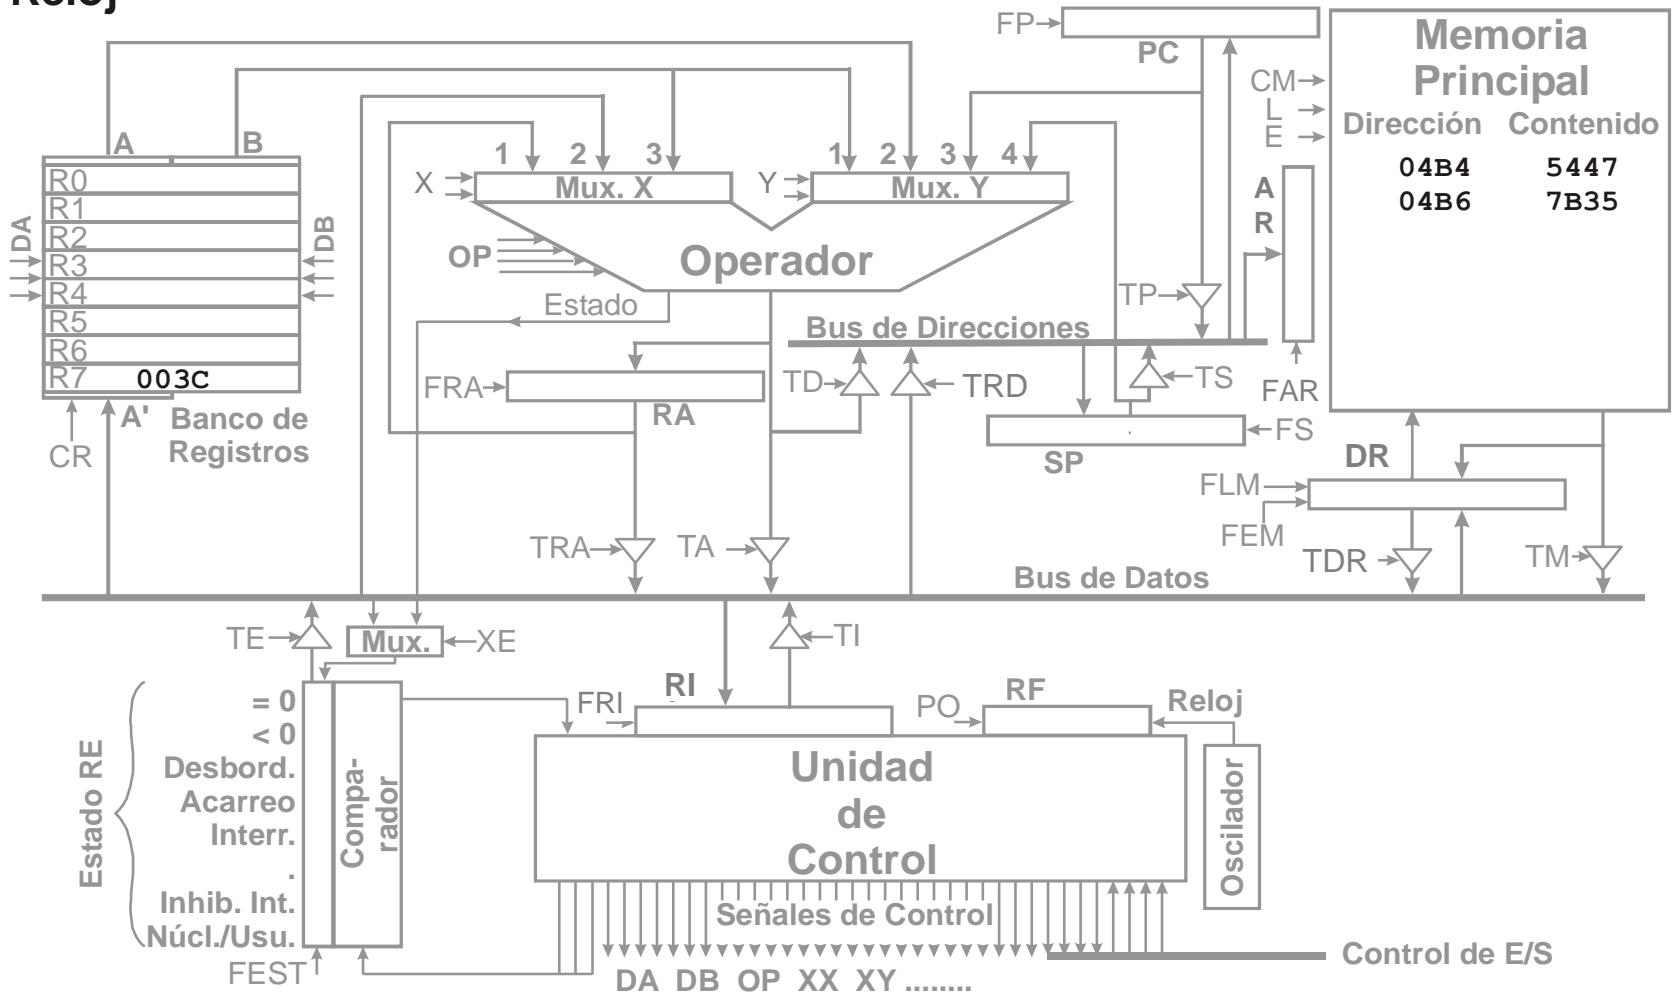 Reloj
FP
PC
Memoria
Principal
Dirección Contenido
04B4 5447
04B6 7B35
CM
L
E
A B
R0
R1
R2
R3
R4
R5
R6
R7 003C
DA
DB
A'
Banco de
Registros
CR
1 2 3
X
Mux. X
1 2 3 4
Y
Mux. Y
OP
Operador
Estado
A
R
FAR
TP
Bus de Direcciones
FRA
RA
TD
TRD
TS
FS
SP
DR
FLM
FEM
TRA
TA
TDR
TM
Bus de Datos
TE
Mux.
XE
TI
Estado RE
= 0
< 0
Desbord.
Acarreo
Interr.
.
Inhib. Int.
Núcl./Usu.
FEST
Compa-
rador
FRI
RI
PO
RF
Reloj
Oscilador
Unidad
de
Control
Señales de Control
DA DB OP XX XY ........
Control de E/S